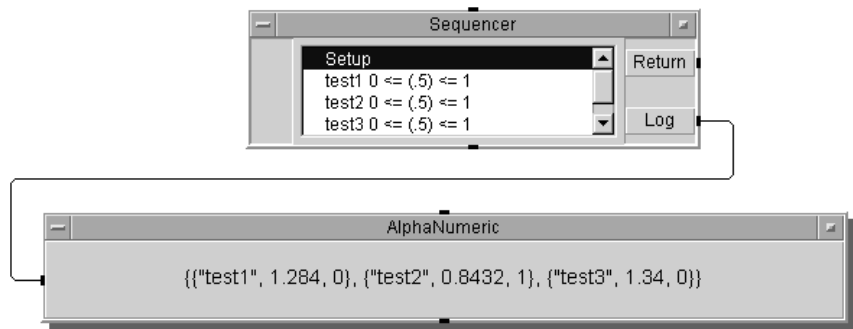 Sequencer
Setup
test1 0 <= (.5) <= 1
test2 0 <= (.5) <= 1
test3 0 <= (.5) <= 1
Return
Log
AlphaNumeric
{{"test1", 1.284, 0}, {"test2", 0.8432, 1}, {"test3", 1.34, 0}}